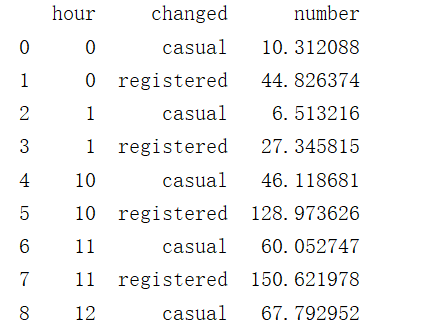 hour changed number
0 0 casual 10.312088
1 0 registered 44.826374
2 1 casual 6.513216
3 1 registered 27.345815
4 10 casual 46.118681
5 10 registered 128.973626
6 11 casual 60.052747
7 11 registered 150.621978
8 12 casual 67.792952